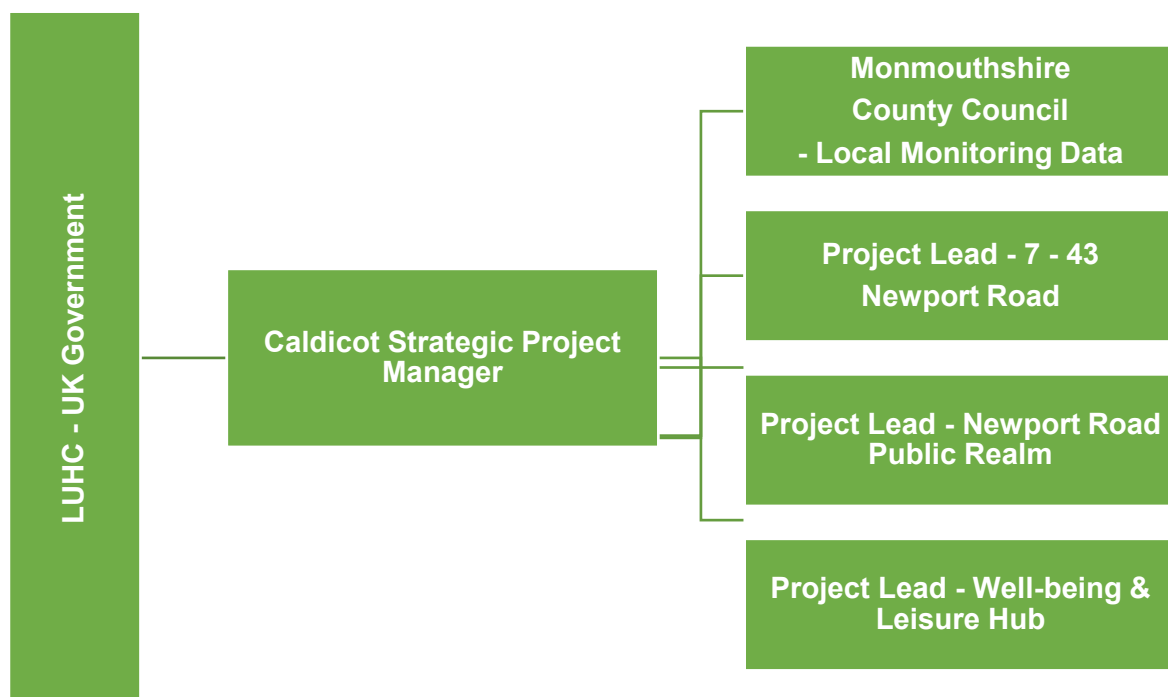 LUHC - UK Government
Caldicot Strategic Project
Manager
Monmouthshire
County Council
- Local Monitoring Data
Project Lead - 7 - 43
Newport Road
Project Lead - Newport Road
Public Realm
Project Lead - Well-being &
Leisure Hub